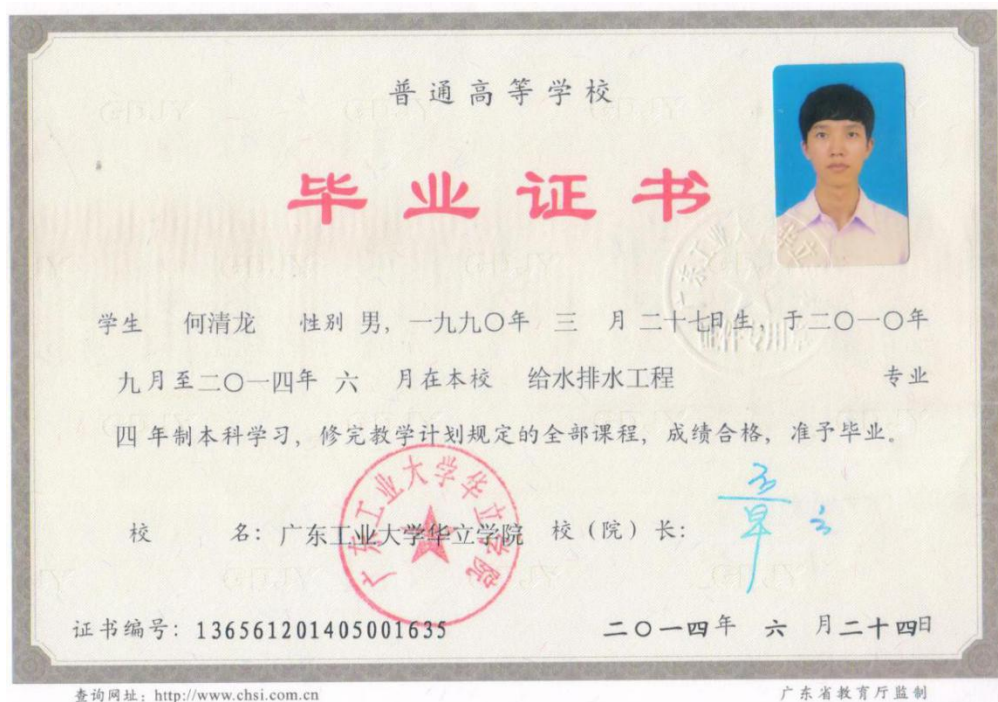 普通高等学校
毕业证书
学生 何清龙 性别 男，一九九〇年 三 月 二十七日生，于二〇一〇年
九月至二〇一四年 六 月在本校 给水排水工程 专业
四 年制本科学习，修完教学计划规定的全部课程，成绩合格，准予毕业。
校 名：广东工业大学华立学院 校（院）长：
广东工业大学华立学院
证书编号：136561201405001635 二〇一四年 六 月二十四日
查询网址：http://www.chsi.com.cn 广东省教育厅监制